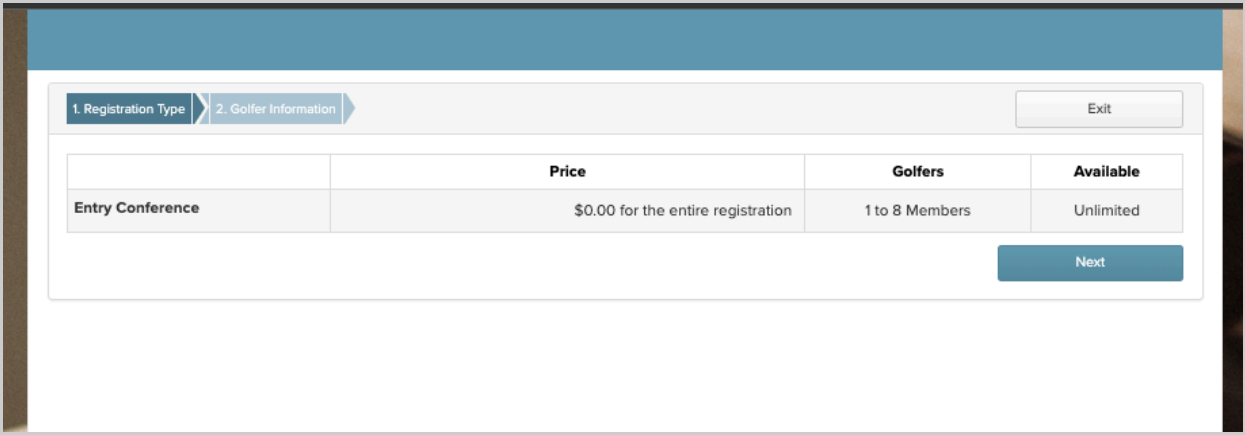 1. Registration Type 2. Golfer Information Exit
Price Golfers Available
Entry Conference $0.00 for the entire registration 1 to 8 Members Unlimited
Next